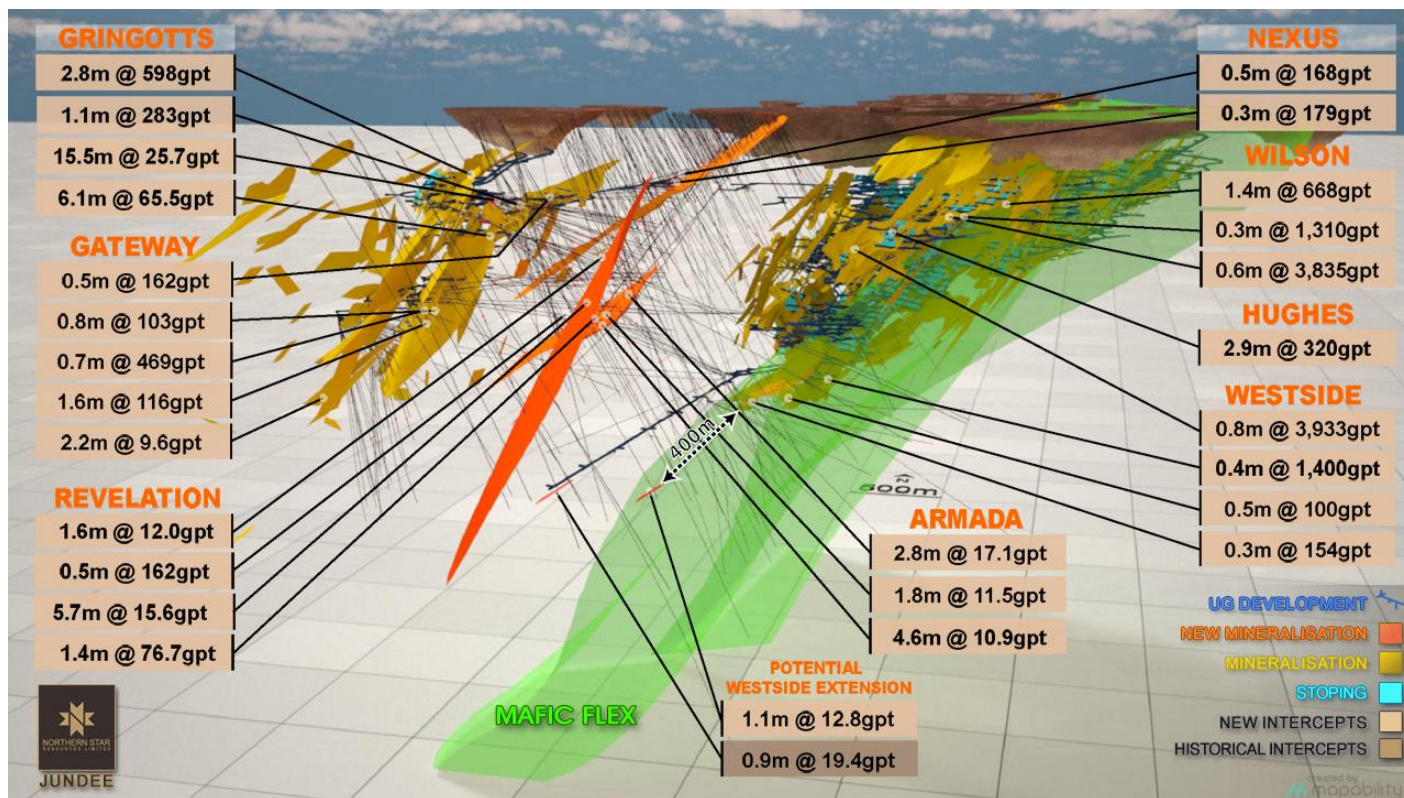 GRINGOTTS
2.8m @ 598gpt
1.1m @ 283gpt
15.5m @ 25.7gpt
6.1m @ 65.5gpt
GATEWAY
0.5m @ 162gpt
0.8m @ 103gpt
0.7m @ 469gpt
1.6m @ 116gpt
2.2m @ 9.6gpt
REVELATION
1.6m @ 12.0gpt
0.5m @ 162gpt
5.7m @ 15.6gpt
1.4m @ 76.7gpt
NORTHERN STAR
RESOURCES LIMITED
JUNDEE
MAFIC FLEX
400m
N
500m
POTENTIAL
WESTSIDE EXTENSION
1.1m @ 12.8gpt
0.9m @ 19.4gpt
ARMADA
2.8m @ 17.1gpt
1.8m @ 11.5gpt
4.6m @ 10.9gpt
NEXUS
0.5m @ 168gpt
0.3m @ 179gpt
WILSON
1.4m @ 668gpt
0.3m @ 1,310gpt
0.6m @ 3,835gpt
HUGHES
2.9m @ 320gpt
WESTSIDE
0.8m @ 3,933gpt
0.4m @ 1,400gpt
0.5m @ 100gpt
0.3m @ 154gpt
UG DEVELOPMENT
NEW MINERALISATION
MINERALISATION
STOPING
NEW INTERCEPTS
HISTORICAL INTERCEPTS
created by
mapability